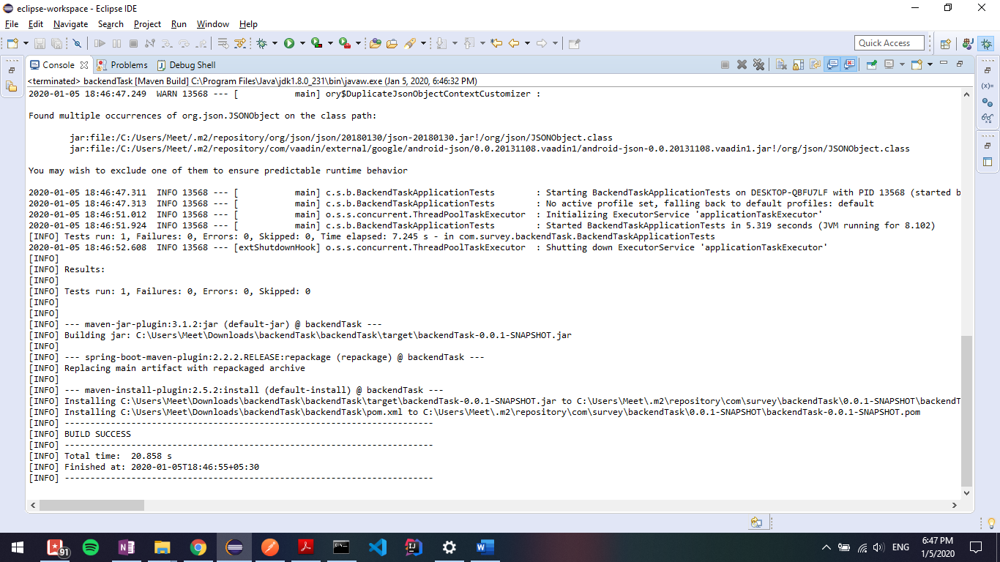 eclipse-workspace - Eclipse IDE
File Edit Navigate Search Project Run Window Help
Quick Access
Console Problems Debug Shell
<terminated> backendTask [Maven Build] C:\Program Files\Java\jdk1.8.0_231\bin\javaw.exe (Jan 5, 2020, 6:46:32 PM)
2020-01-05 18:46:47.249  WARN 13568 --- [           main] ory$DuplicateJsonObjectContextCustomizer :
Found multiple occurrences of org.json.JSONObject on the class path:
jar:file:/C:/Users/Meet/.m2/repository/org/json/json/20180130/json-20180130.jar!/org/json/JSONObject.class
jar:file:/C:/Users/Meet/.m2/repository/com/vaadin/external/google/android-json/0.0.20131108.vaadin1/android-json-0.0.20131108.vaadin1.jar!/org/json/JSONObject.class
You may wish to exclude one of them to ensure predictable runtime behavior
2020-01-05 18:46:47.311  INFO 13568 --- [           main] c.s.b.BackendTaskApplicationTests        : Starting BackendTaskApplicationTests on DESKTOP-QBFU7LF with PID 13568 (started b
2020-01-05 18:46:47.313  INFO 13568 --- [           main] c.s.b.BackendTaskApplicationTests        : No active profile set, falling back to default profiles: default
2020-01-05 18:46:51.012  INFO 13568 --- [           main] o.s.s.concurrent.ThreadPoolTaskExecutor  : Initializing ExecutorService 'applicationTaskExecutor'
2020-01-05 18:46:51.924  INFO 13568 --- [           main] c.s.b.BackendTaskApplicationTests        : Started BackendTaskApplicationTests in 5.319 seconds (JVM running for 8.102)
[INFO] Tests run: 1, Failures: 0, Errors: 0, Skipped: 0, Time elapsed: 7.245 s - in com.survey.backendTask.BackendTaskApplicationTests
2020-01-05 18:46:52.608  INFO 13568 --- [extShutdownHook] o.s.s.concurrent.ThreadPoolTaskExecutor  : Shutting down ExecutorService 'applicationTaskExecutor'
[INFO]
[INFO] Results:
[INFO]
[INFO] Tests run: 1, Failures: 0, Errors: 0, Skipped: 0
[INFO]
[INFO]
[INFO] --- maven-jar-plugin:3.1.2:jar (default-jar) @ backendTask ---
[INFO] Building jar: C:\Users\Meet\Downloads\backendTask\backendTask\target\backendTask-0.0.1-SNAPSHOT.jar
[INFO]
[INFO] --- spring-boot-maven-plugin:2.2.2.RELEASE:repackage (repackage) @ backendTask ---
[INFO] Replacing main artifact with repackaged archive
[INFO]
[INFO] --- maven-install-plugin:2.5.2:install (default-install) @ backendTask ---
[INFO] Installing C:\Users\Meet\Downloads\backendTask\backendTask\target\backendTask-0.0.1-SNAPSHOT.jar to C:\Users\Meet\.m2\repository\com\survey\backendTask\0.0.1-SNAPSHOT\backendT
[INFO] Installing C:\Users\Meet\Downloads\backendTask\backendTask\pom.xml to C:\Users\Meet\.m2\repository\com\survey\backendTask\0.0.1-SNAPSHOT\backendTask-0.0.1-SNAPSHOT.pom
[INFO] ------------------------------------------------------------------------
[INFO] BUILD SUCCESS
[INFO] ------------------------------------------------------------------------
[INFO] Total time:  20.858 s
[INFO] Finished at: 2020-01-05T18:46:55+05:30
[INFO] ------------------------------------------------------------------------
91
ENG
6:47 PM
1/5/2020